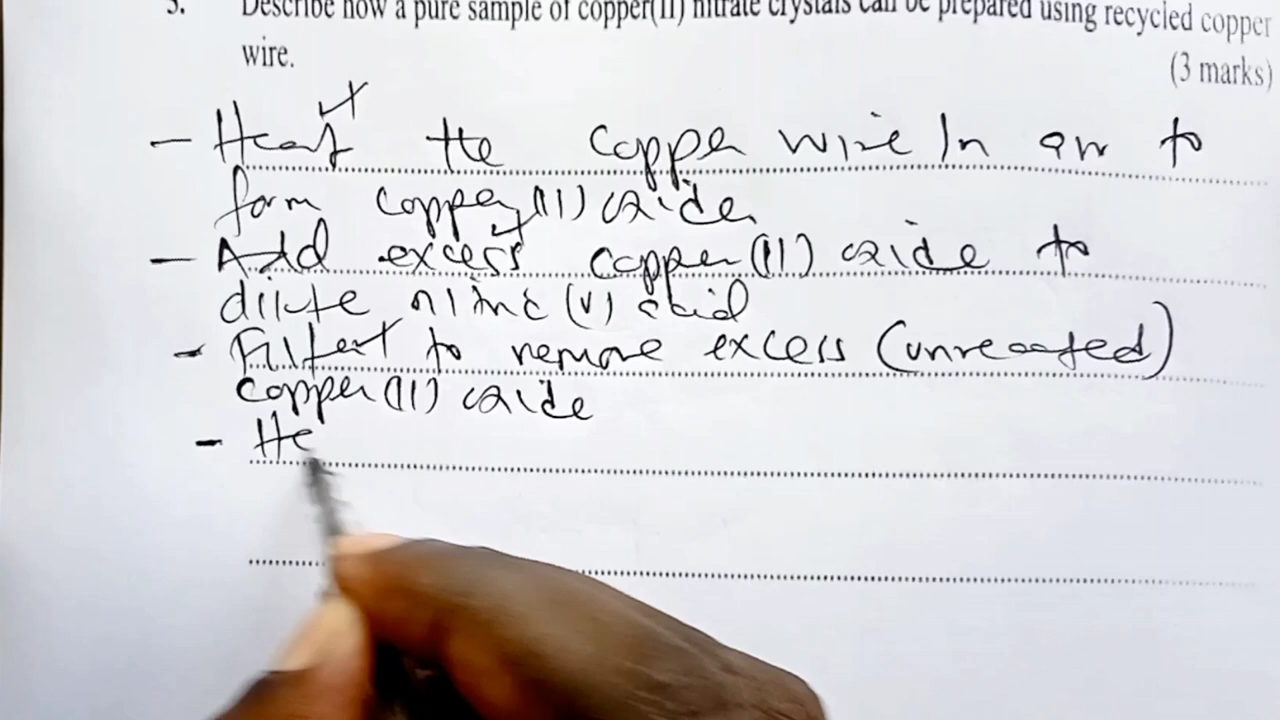 3. Describe how a pure sample of copper(II) nitrate crystals can be prepared using recycled copper
wire. (3 marks)
- Heat the copper wire in air to
form copper(II) oxide.
- Add excess copper(II) oxide to
dilute nitric(V) acid
- Filter to remove excess (unreacted)
copper(II) oxide
- He